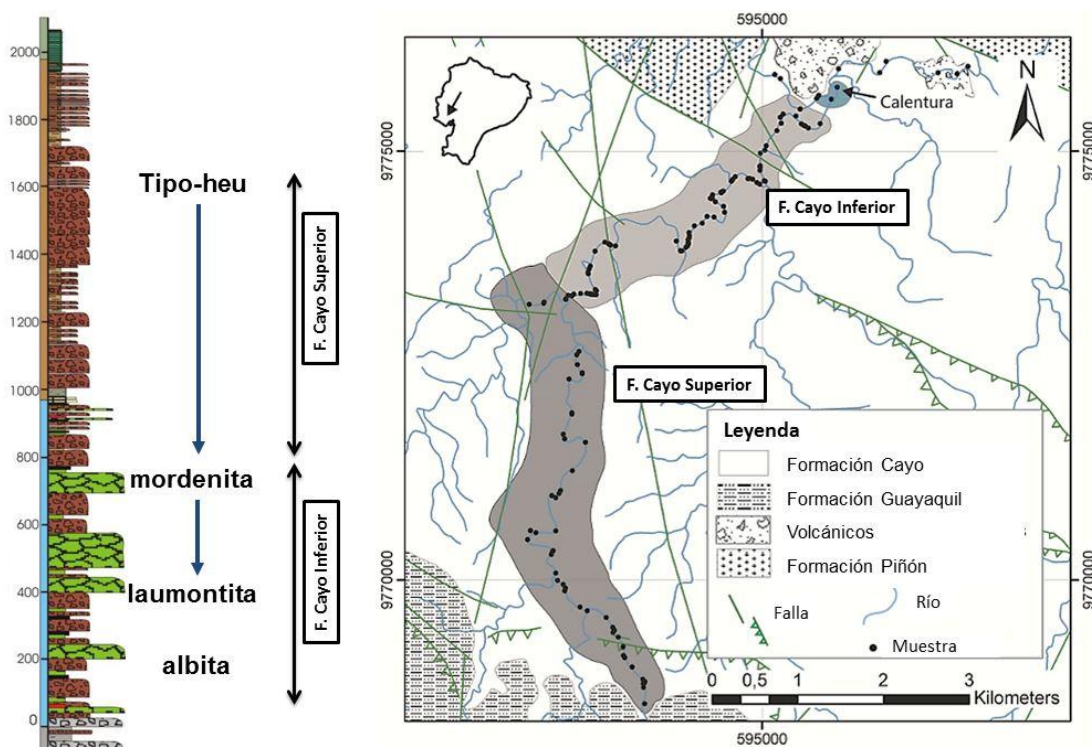 2000
1800
1600
1400
1200
1000
800
600
400
200
0
Tipo-heu
mordenita
laumontita
albita
F. Cayo Superior
F. Cayo Inferior
595000
N
Calentura
9775000
9775000
F. Cayo Inferior
F. Cayo Superior
Leyenda
Formación Cayo
Formación Guayaquil
Volcánicos
Formación Piñón
Falla
Río
Muestra
9770000
9770000
0 0,5 1 2 3
Kilometers
595000